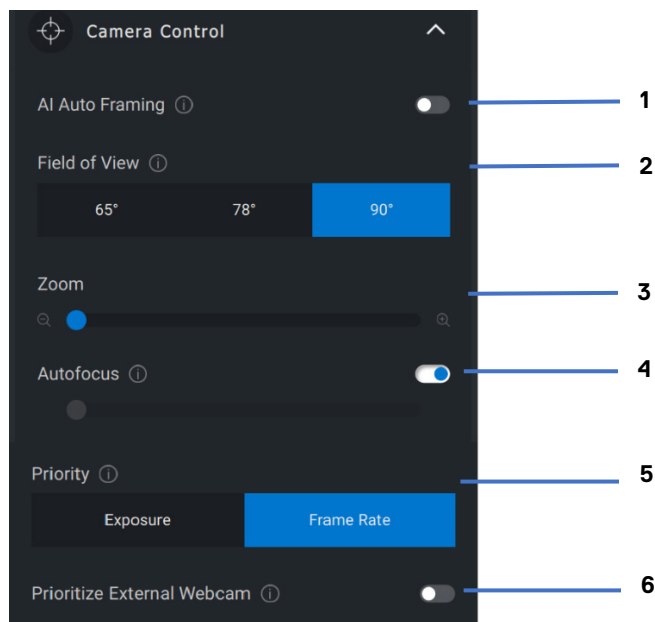 Camera Control
AI Auto Framing
1
Field of View
2
65° 78° 90°
Zoom
3
Autofocus
4
Priority
5
Exposure Frame Rate
Prioritize External Webcam
6